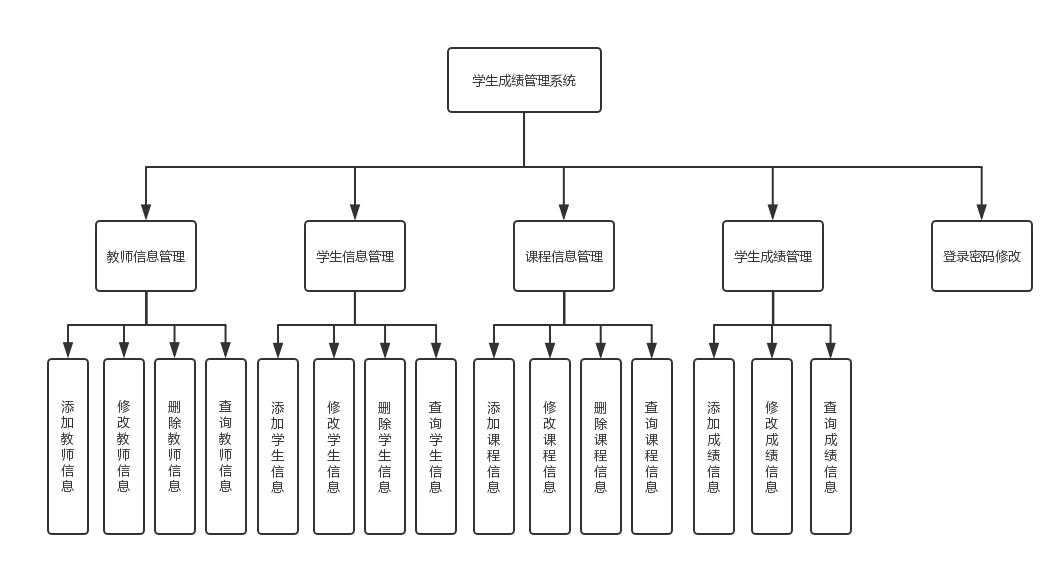 学生成绩管理系统
教师信息管理
学生信息管理
课程信息管理
学生成绩管理
登录密码修改
添加教师信息
修改教师信息
删除教师信息
查询教师信息
添加学生信息
修改学生信息
删除学生信息
查询学生信息
添加课程信息
修改课程信息
删除课程信息
查询课程信息
添加成绩信息
修改成绩信息
查询成绩信息